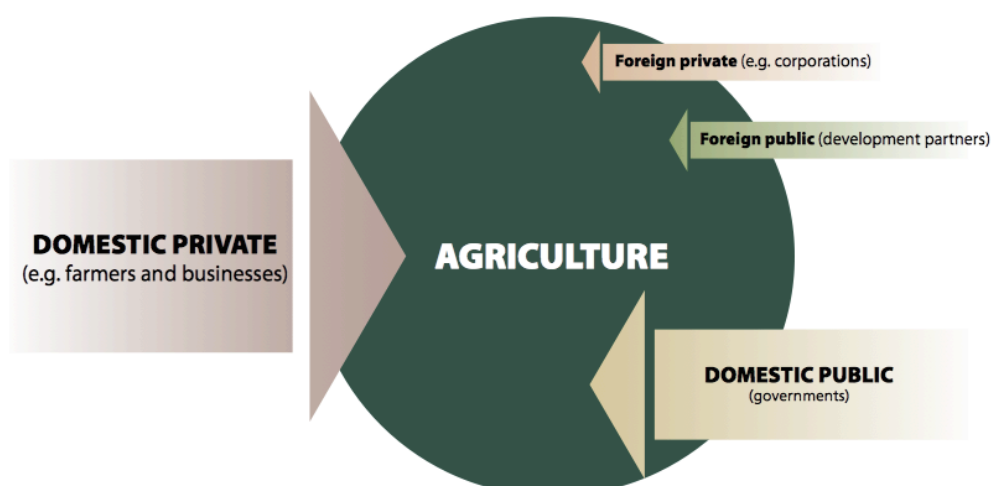 Foreign private (e.g. corporations)
Foreign public (development partners)
DOMESTIC PRIVATE
(e.g. farmers and businesses)
AGRICULTURE
DOMESTIC PUBLIC
(governments)